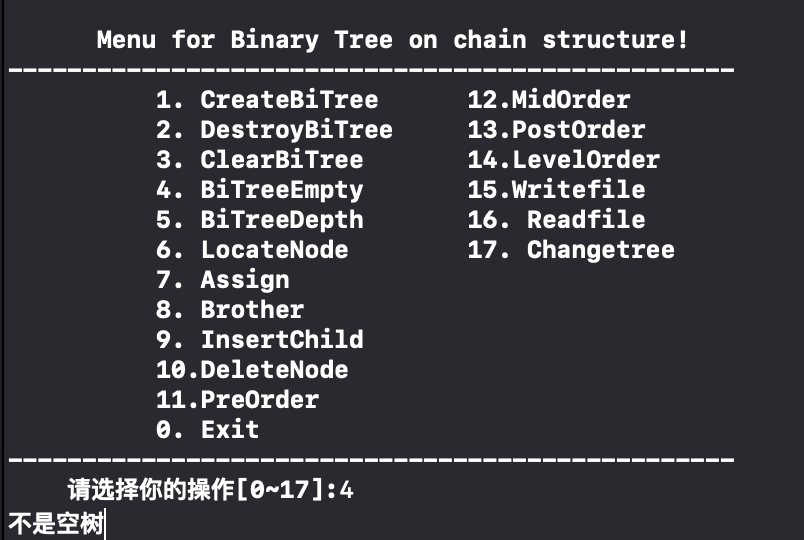 Menu for Binary Tree on chain structure!
--------------------------------------------------
1. CreateBiTree 12.MidOrder
2. DestroyBiTree 13.PostOrder
3. ClearBiTree 14.LevelOrder
4. BiTreeEmpty 15.Writefile
5. BiTreeDepth 16. Readfile
6. LocateNode 17. Changetree
7. Assign
8. Brother
9. InsertChild
10.DeleteNode
11.PreOrder
0. Exit
--------------------------------------------------
请选择你的操作[0~17]:4
不是空树